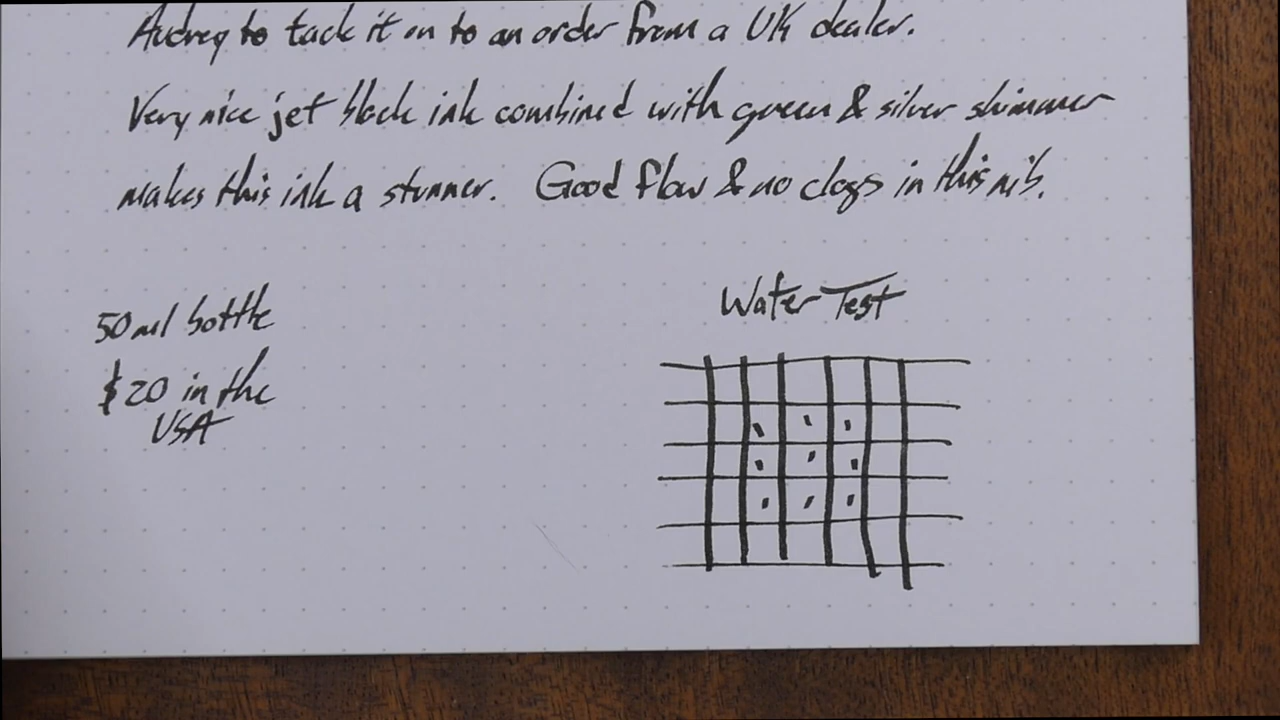 Audrey to tack it on to an order from a UK dealer.
Very nice jet black ink combined with green & silver shimmer
makes this ink a stunner. Good flow & no clogs in this nib.
50 ml bottle
$20 in the
USA
Water Test